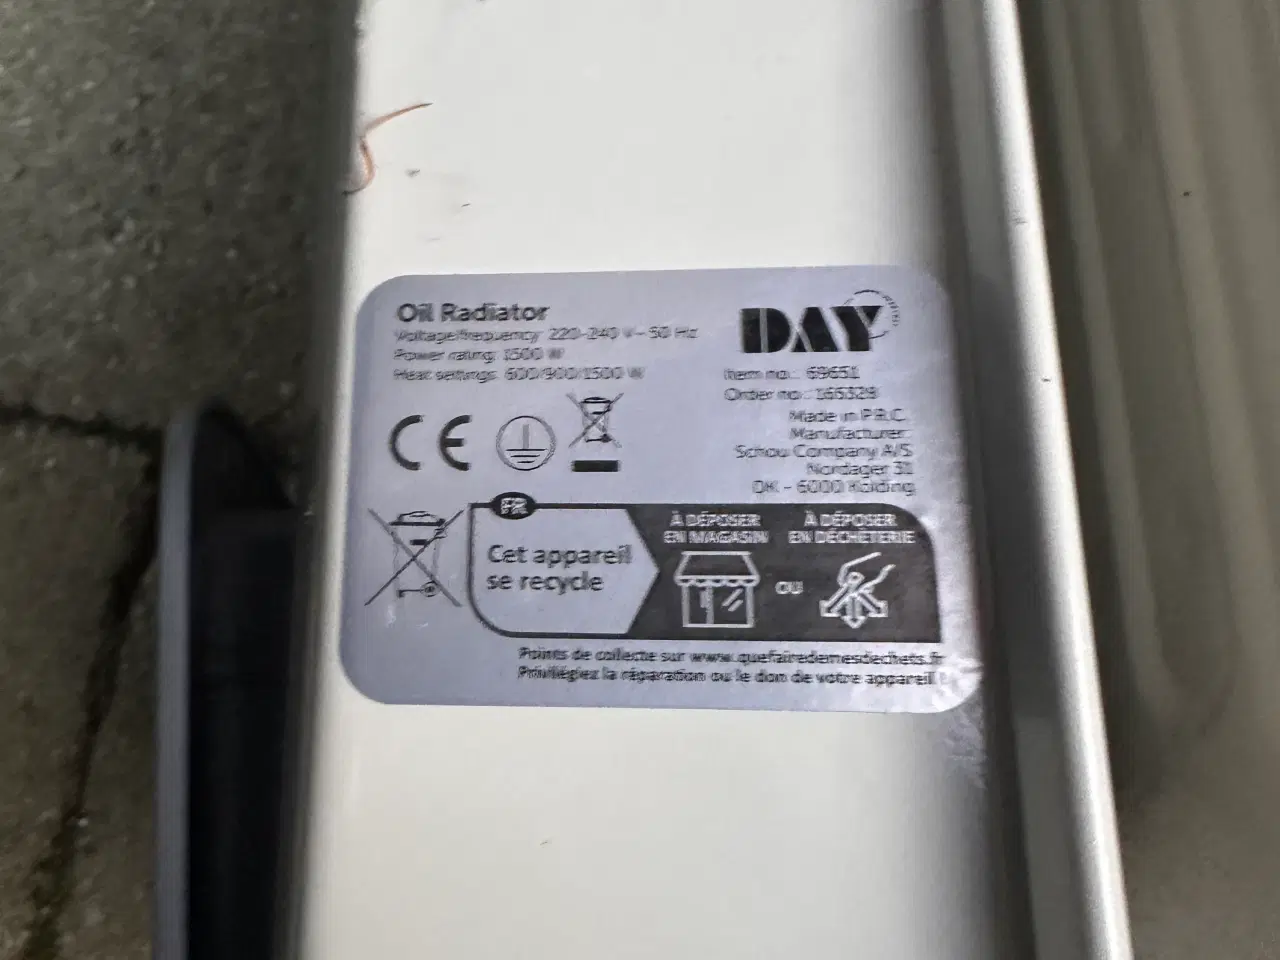 Oil Radiator
Voltage/frequency: 220-240 V~ 50 Hz
Power rating: 1500 W
Heat settings: 600/900/1500 W
DAY
Item no.: 69651
Order no.: 165329
Made in P.R.C.
Manufacturer:
Schou Company A/S
Nordager 31
DK - 6000 Kolding
CE
FR
Cet appareil
se recycle
À DÉPOSER
EN MAGASIN
OU
À DÉPOSER
EN DÉCHÈTERIE
Points de collecte sur www.quefairedemesdechets.fr
Privilégiez la réparation ou le don de votre appareil !